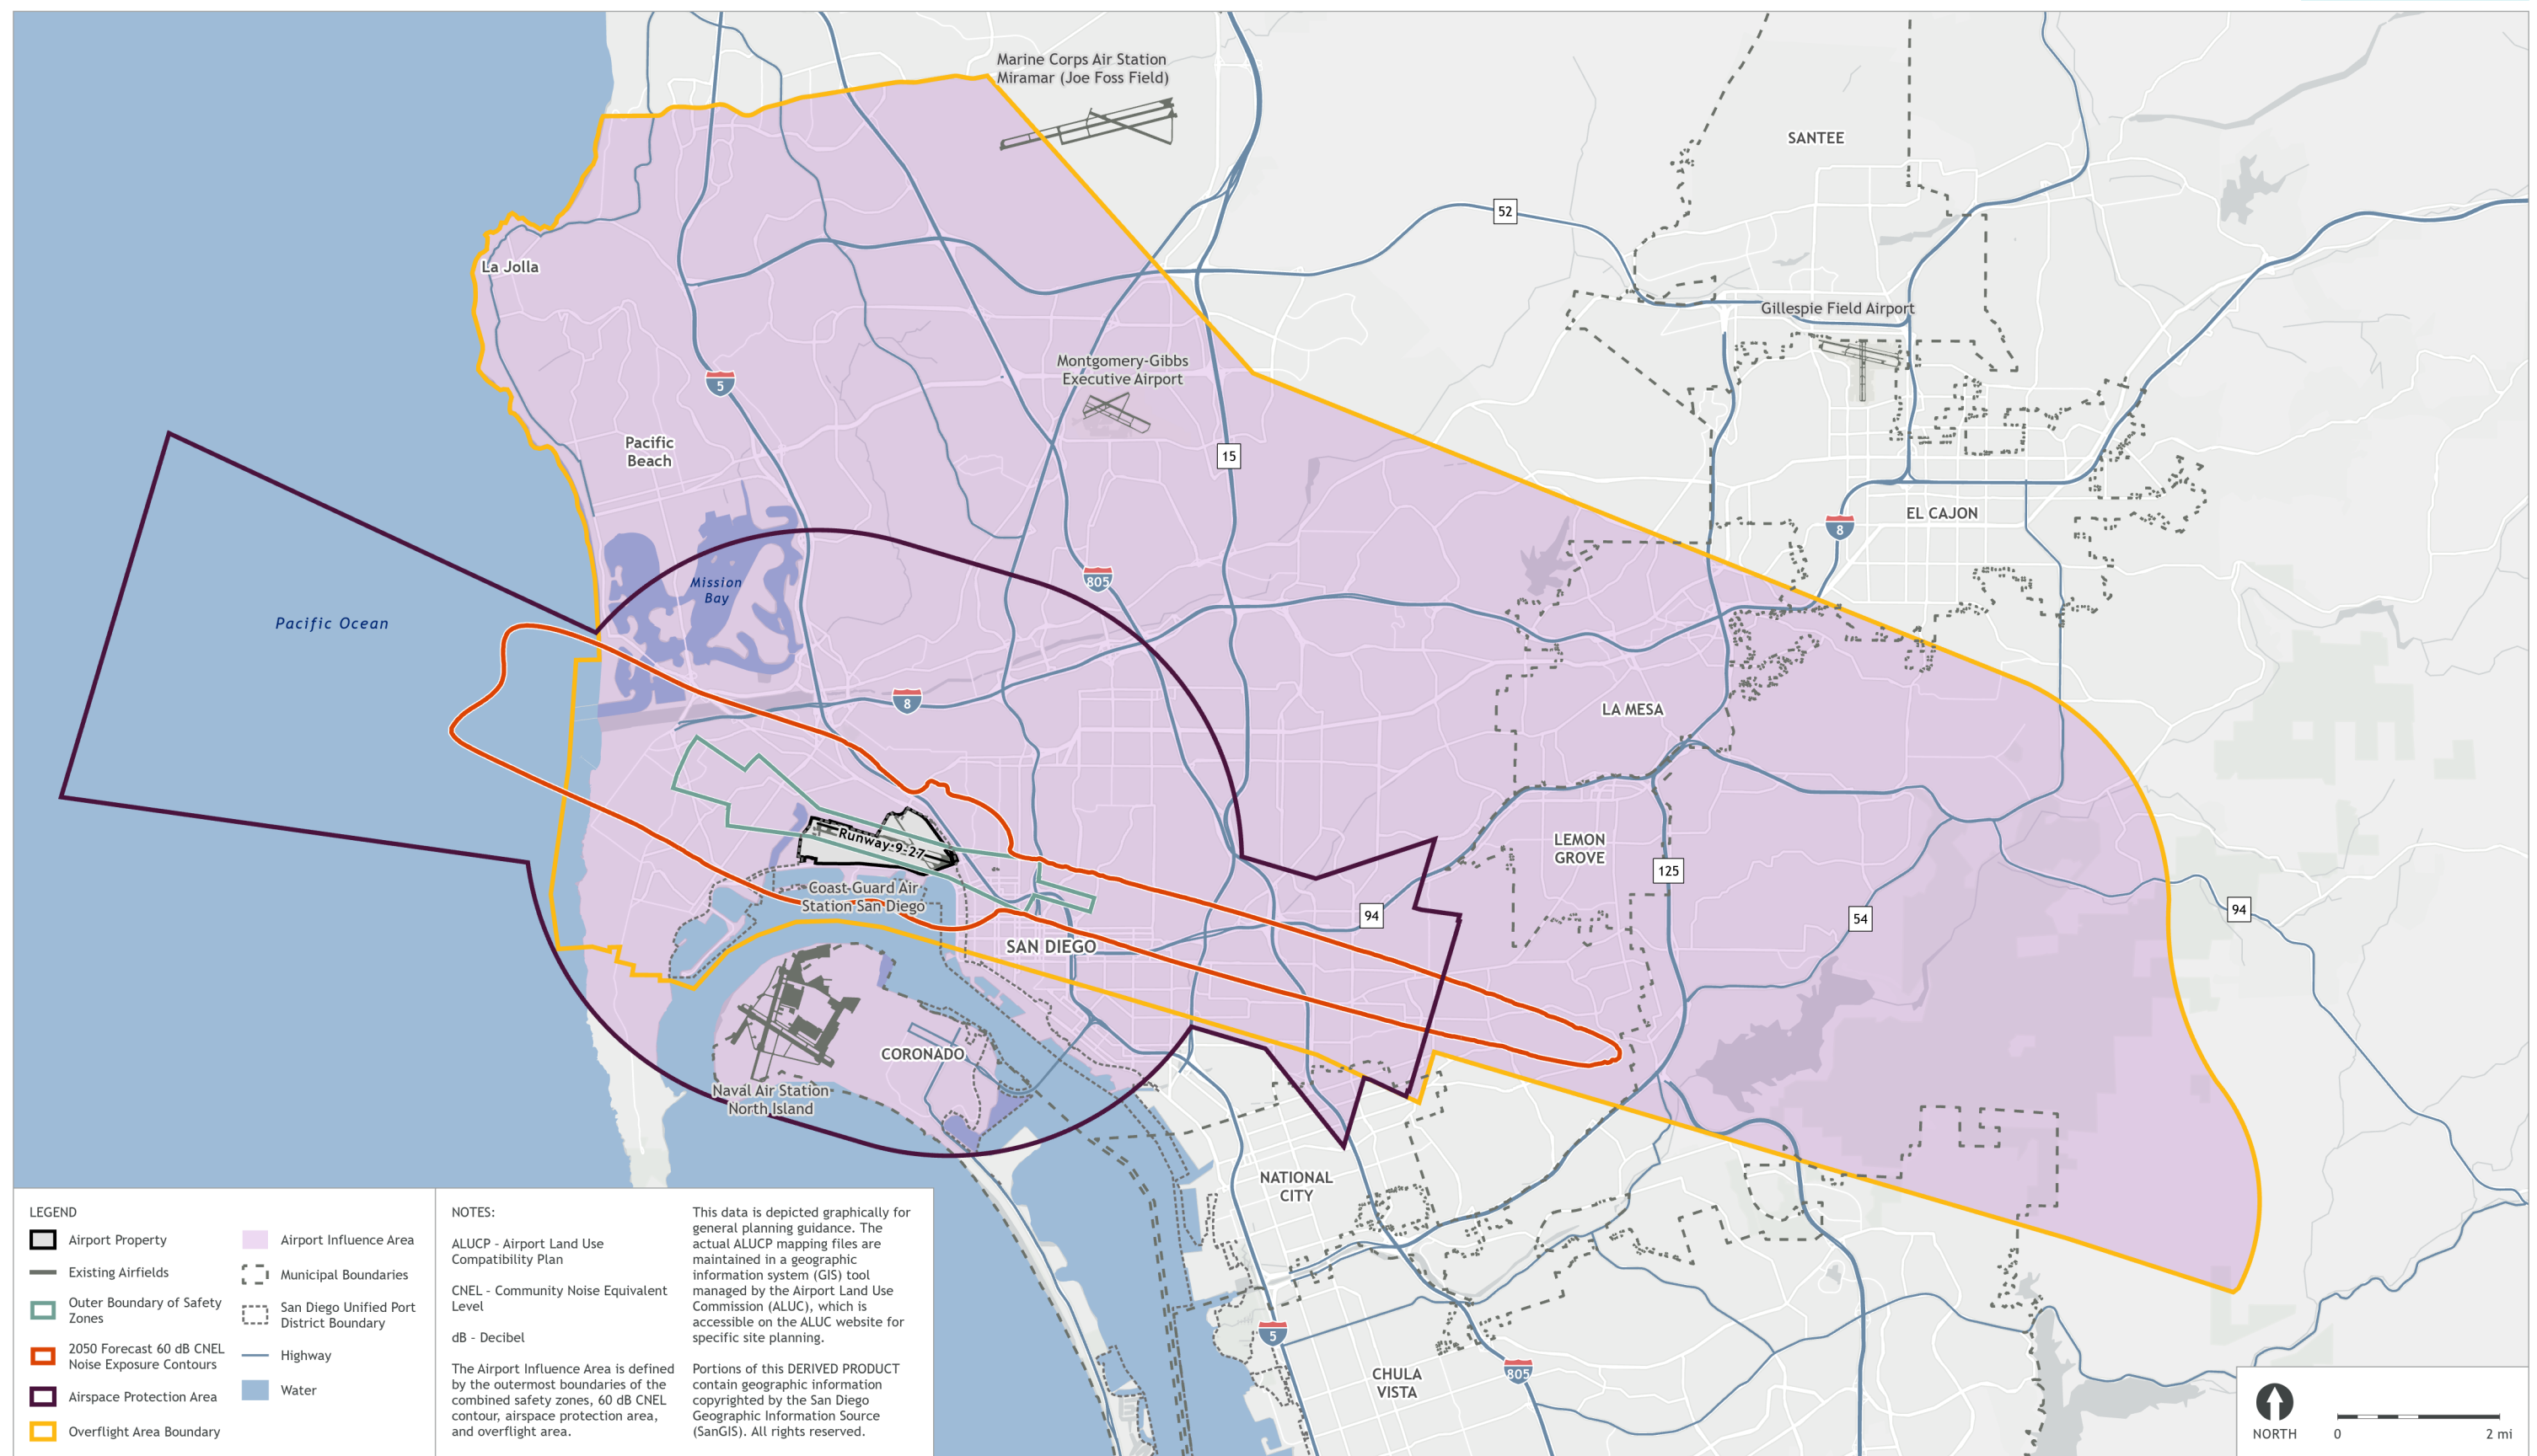 Marine Corps Air Station
Miramar (Joe Foss Field)
SANTEE
52
La Jolla
Gillespie Field Airport
Montgomery-Gibbs
Executive Airport
5
Pacific
Beach
15
EL CAJON
8
Mission
Bay
805
Pacific Ocean
8
LA MESA
Runway 9-27
LEMON
GROVE
125
Coast Guard Air
Station San Diego
94
54
94
SAN DIEGO
CORONADO
Naval Air Station
North Island
NATIONAL
CITY
5
805
CHULA
VISTA
LEGEND
Airport Property
Existing Airfields
Outer Boundary of Safety
Zones
2050 Forecast 60 dB CNEL
Noise Exposure Contours
Airspace Protection Area
Overflight Area Boundary
Airport Influence Area
Municipal Boundaries
San Diego Unified Port
District Boundary
Highway
Water
NOTES:
ALUCP - Airport Land Use
Compatibility Plan
CNEL - Community Noise Equivalent
Level
dB - Decibel
The Airport Influence Area is defined
by the outermost boundaries of the
combined safety zones, 60 dB CNEL
contour, airspace protection area,
and overflight area.
This data is depicted graphically for
general planning guidance. The
actual ALUCP mapping files are
maintained in a geographic
information system (GIS) tool
managed by the Airport Land Use
Commission (ALUC), which is
accessible on the ALUC website for
specific site planning.
Portions of this DERIVED PRODUCT
contain geographic information
copyrighted by the San Diego
Geographic Information Source
(SanGIS). All rights reserved.
NORTH
0 2 mi